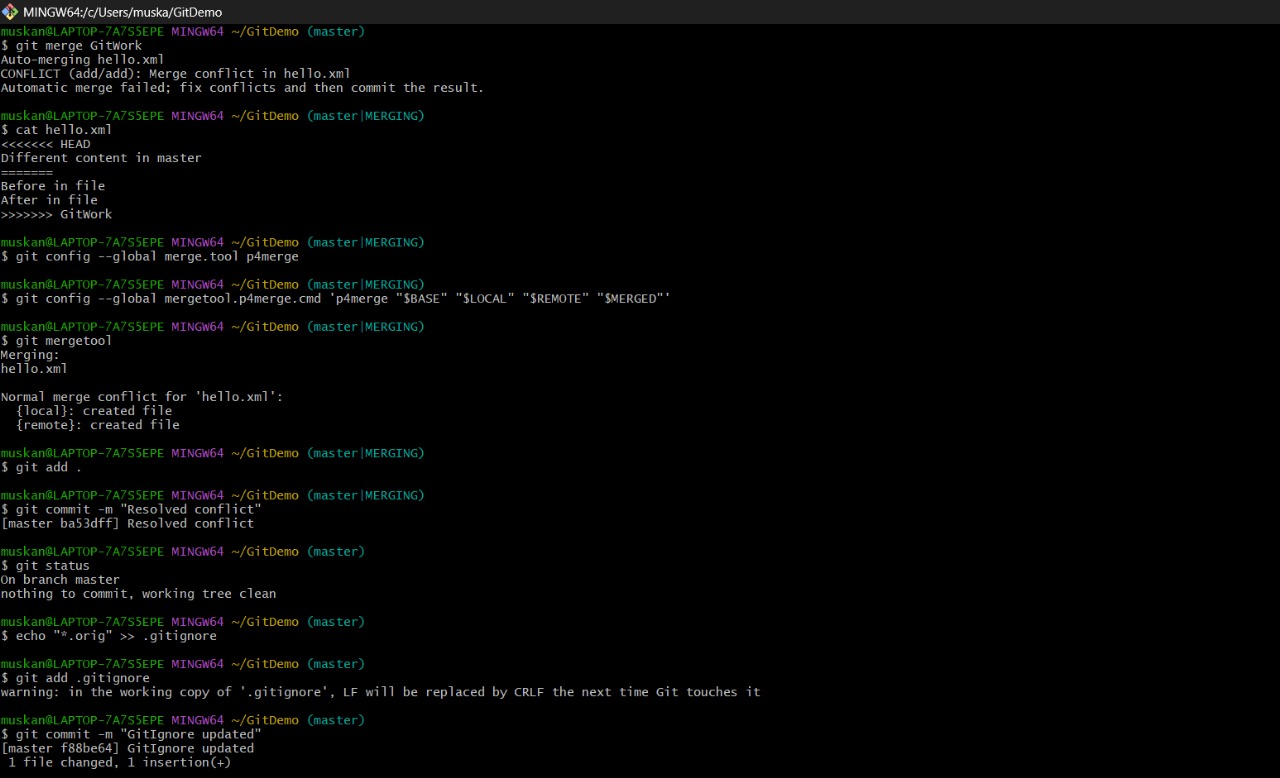 MINGW64:/c/Users/muska/GitDemo
muskan@LAPTOP-7A7S5EPE MINGW64 ~/GitDemo (master)
$ git merge GitWork
Auto-merging hello.xml
CONFLICT (add/add): Merge conflict in hello.xml
Automatic merge failed; fix conflicts and then commit the result.
muskan@LAPTOP-7A7S5EPE MINGW64 ~/GitDemo (master|MERGING)
$ cat hello.xml
<<<<<<< HEAD
Different content in master
=======
Before in file
After in file
>>>>>>> GitWork
muskan@LAPTOP-7A7S5EPE MINGW64 ~/GitDemo (master|MERGING)
$ git config --global merge.tool p4merge
muskan@LAPTOP-7A7S5EPE MINGW64 ~/GitDemo (master|MERGING)
$ git config --global mergetool.p4merge.cmd 'p4merge "$BASE" "$LOCAL" "$REMOTE" "$MERGED"'
muskan@LAPTOP-7A7S5EPE MINGW64 ~/GitDemo (master|MERGING)
$ git mergetool
Merging:
hello.xml
Normal merge conflict for 'hello.xml':
  {local}: created file
  {remote}: created file
muskan@LAPTOP-7A7S5EPE MINGW64 ~/GitDemo (master|MERGING)
$ git add .
muskan@LAPTOP-7A7S5EPE MINGW64 ~/GitDemo (master|MERGING)
$ git commit -m "Resolved conflict"
[master ba53dff] Resolved conflict
muskan@LAPTOP-7A7S5EPE MINGW64 ~/GitDemo (master)
$ git status
On branch master
nothing to commit, working tree clean
muskan@LAPTOP-7A7S5EPE MINGW64 ~/GitDemo (master)
$ echo "*.orig" >> .gitignore
muskan@LAPTOP-7A7S5EPE MINGW64 ~/GitDemo (master)
$ git add .gitignore
warning: in the working copy of '.gitignore', LF will be replaced by CRLF the next time Git touches it
muskan@LAPTOP-7A7S5EPE MINGW64 ~/GitDemo (master)
$ git commit -m "GitIgnore updated"
[master f88be64] GitIgnore updated
 1 file changed, 1 insertion(+)